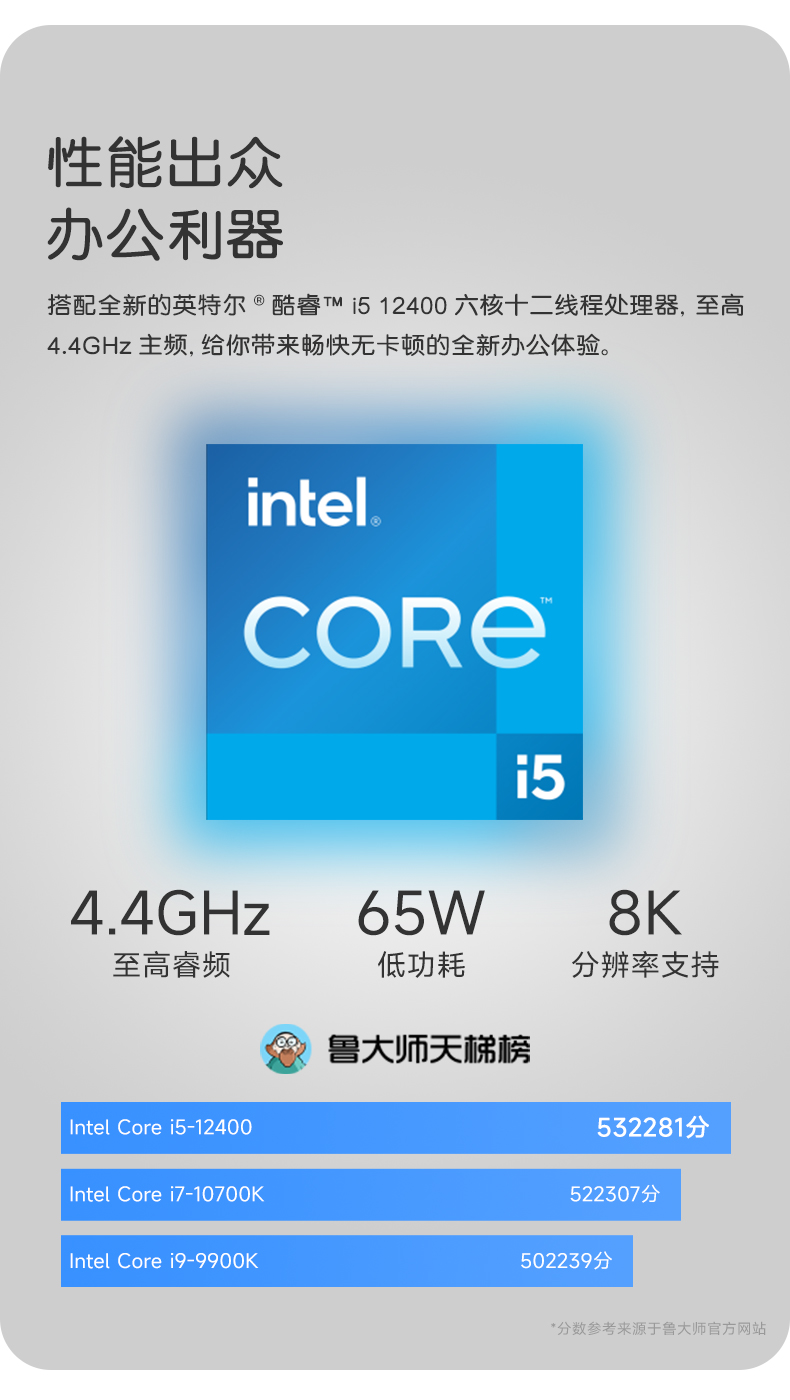 性能出众
办公利器
搭配全新的英特尔®酷睿™ i5 12400 六核十二线程处理器, 至高
4.4GHz 主频, 给你带来畅快无卡顿的全新办公体验。
intel®
CORE™
i5
4.4GHz 65W 8K
至高睿频 低功耗 分辨率支持
鲁大师天梯榜
Intel Core i5-12400 532281分
Intel Core i7-10700K 522307分
Intel Core i9-9900K 502239分
*分数参考来源于鲁大师官方网站